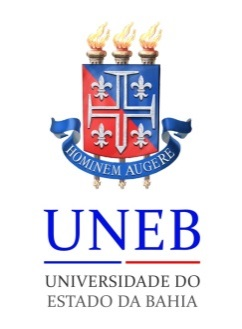 HOMINEM AUGERE
UNEB
UNIVERSIDADE DO
ESTADO DA BAHIA